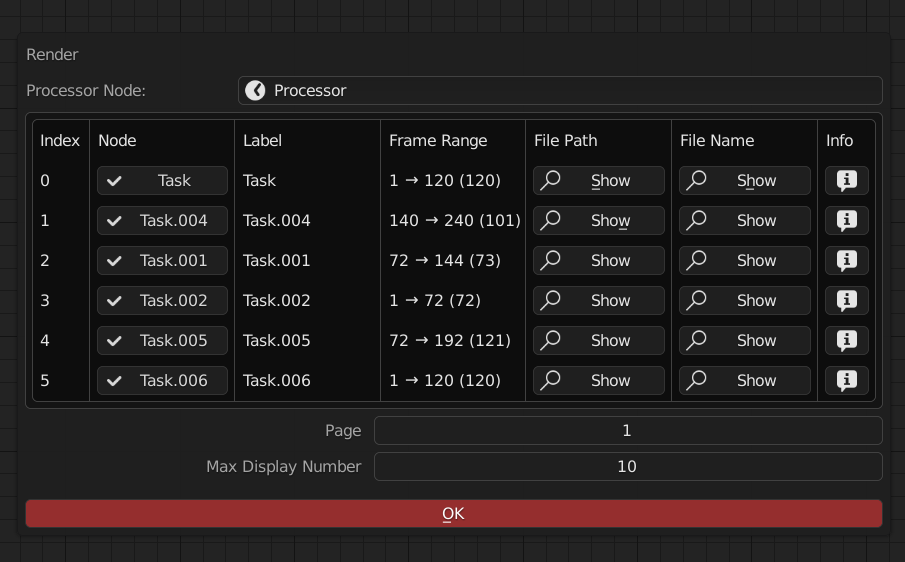 Render
Processor Node: Processor
Index Node Label Frame Range File Path File Name Info
0 Task Task 1 → 120 (120) Show Show
1 Task.004 Task.004 140 → 240 (101) Show Show
2 Task.001 Task.001 72 → 144 (73) Show Show
3 Task.002 Task.002 1 → 72 (72) Show Show
4 Task.005 Task.005 72 → 192 (121) Show Show
5 Task.006 Task.006 1 → 120 (120) Show Show
Page 1
Max Display Number 10
OK